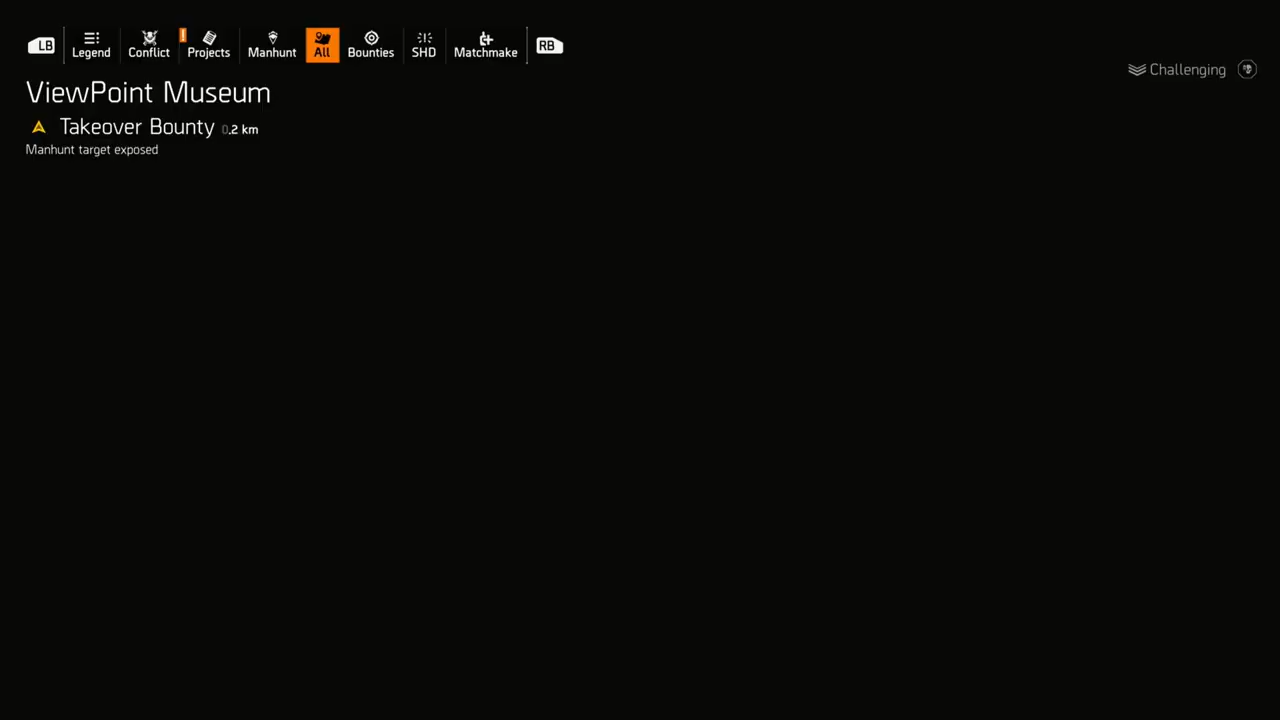 LB Legend Conflict Projects Manhunt All Bounties SHD Matchmake RB
Challenging
ViewPoint Museum
Takeover Bounty 0.2 km
Manhunt target exposed